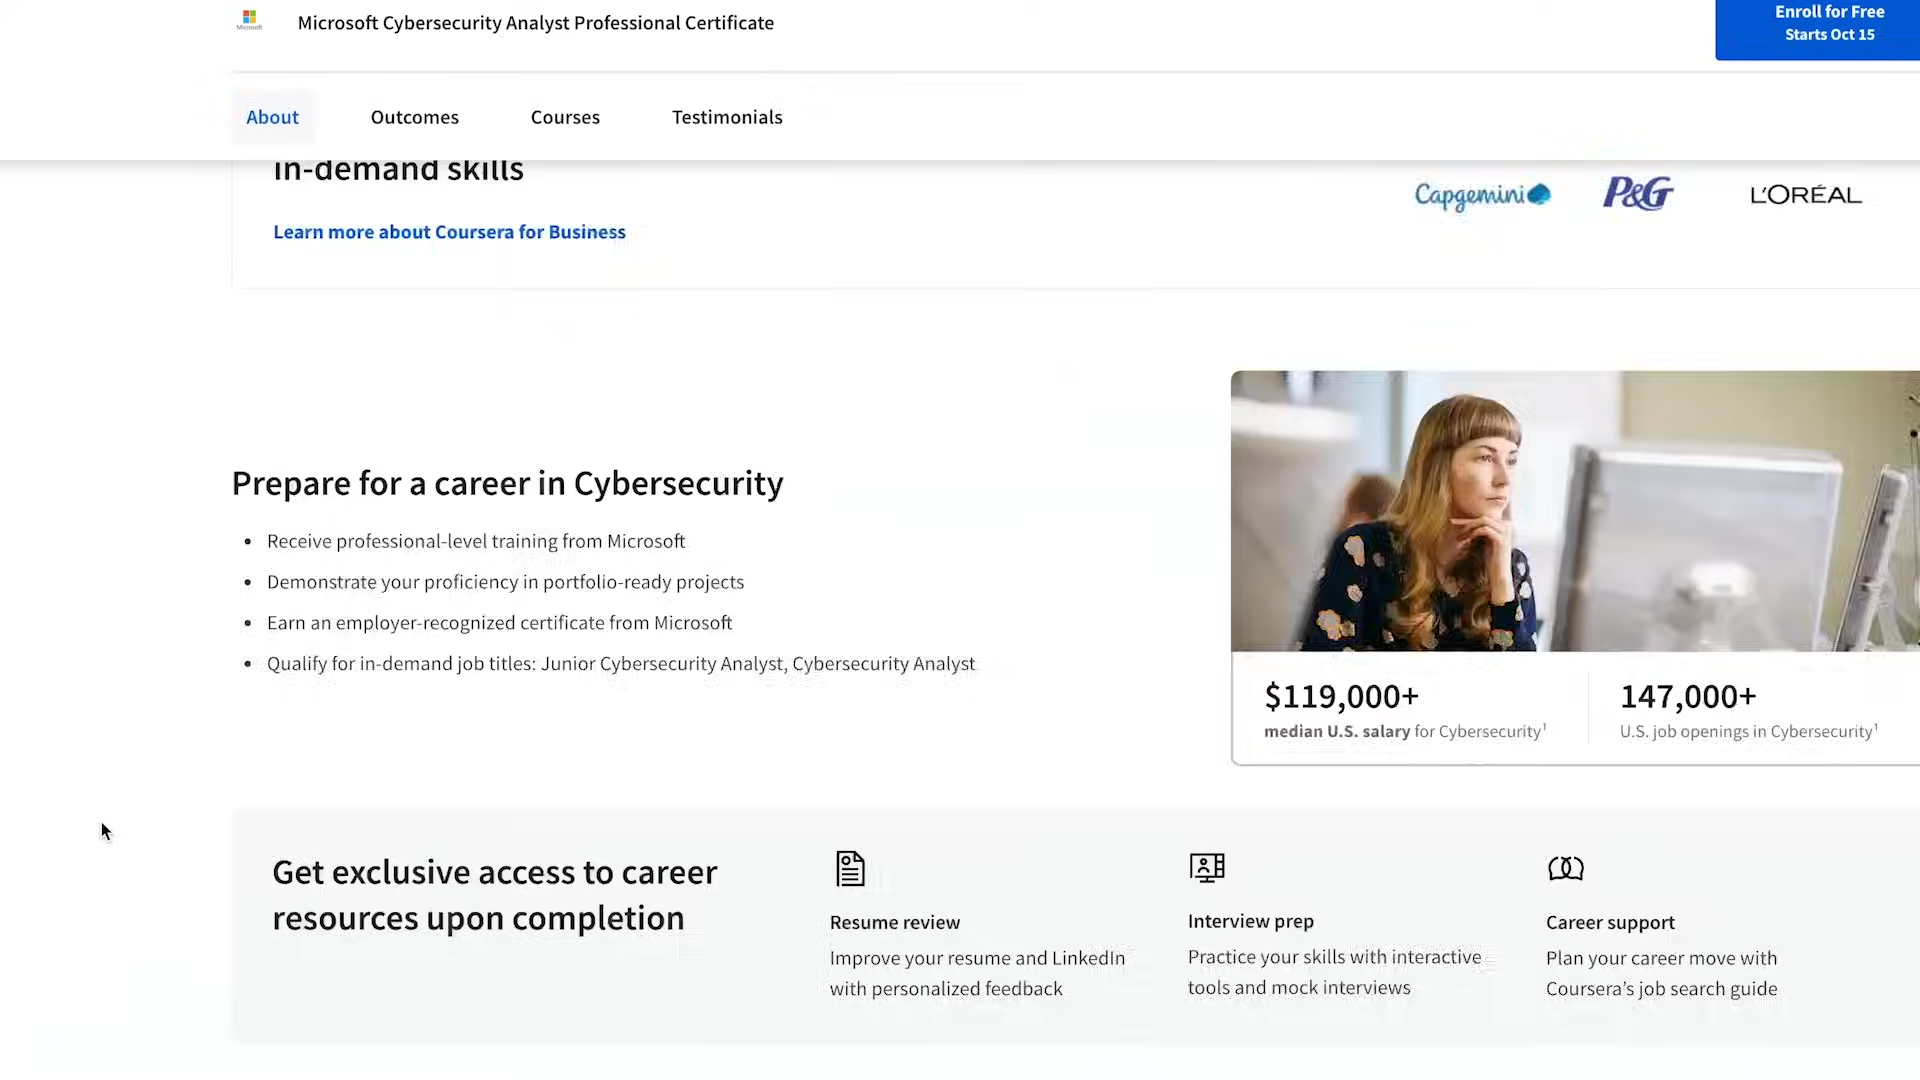 Microsoft
Microsoft Cybersecurity Analyst Professional Certificate
Enroll for Free
Starts Oct 15
About
Outcomes
Courses
Testimonials
in-demand skills
Capgemini
P&G
L'ORÉAL
Learn more about Coursera for Business
Prepare for a career in Cybersecurity
• Receive professional-level training from Microsoft
• Demonstrate your proficiency in portfolio-ready projects
• Earn an employer-recognized certificate from Microsoft
• Qualify for in-demand job titles: Junior Cybersecurity Analyst, Cybersecurity Analyst
$119,000+
median U.S. salary for Cybersecurity¹
147,000+
U.S. job openings in Cybersecurity¹
Get exclusive access to career
resources upon completion
Resume review
Improve your resume and LinkedIn
with personalized feedback
Interview prep
Practice your skills with interactive
tools and mock interviews
Career support
Plan your career move with
Coursera's job search guide